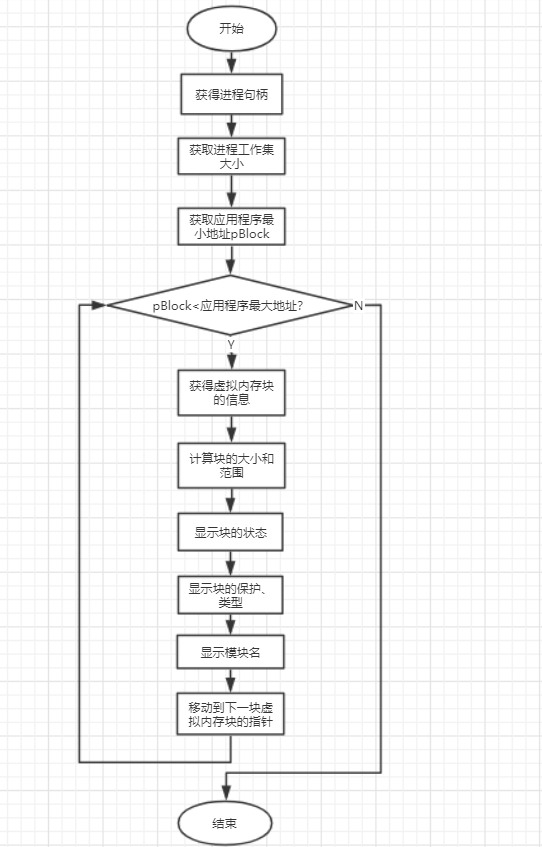 开始
获得进程句柄
获取进程工作集
大小
获取应用程序最
小地址pBlock
pBlock<应用程序最大地址?
N
Y
获得虚拟内存块
的信息
计算块的大小和
范围
显示块的状态
显示块的保护、
类型
显示模块名
移动到下一块虚
拟内存块的指针
结束